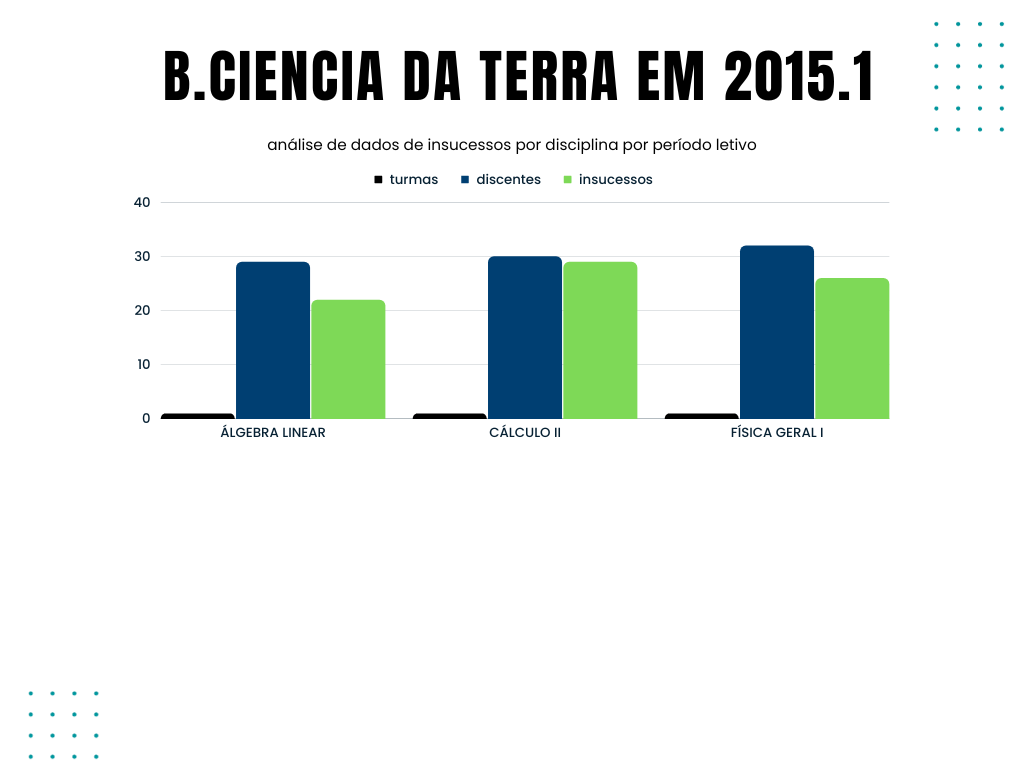 B.CIENCIA DA TERRA EM 2015.1
análise de dados de insucessos por disciplina por período letivo
turmas discentes insucessos
40
30
20
10
0
ÁLGEBRA LINEAR CÁLCULO II FÍSICA GERAL I